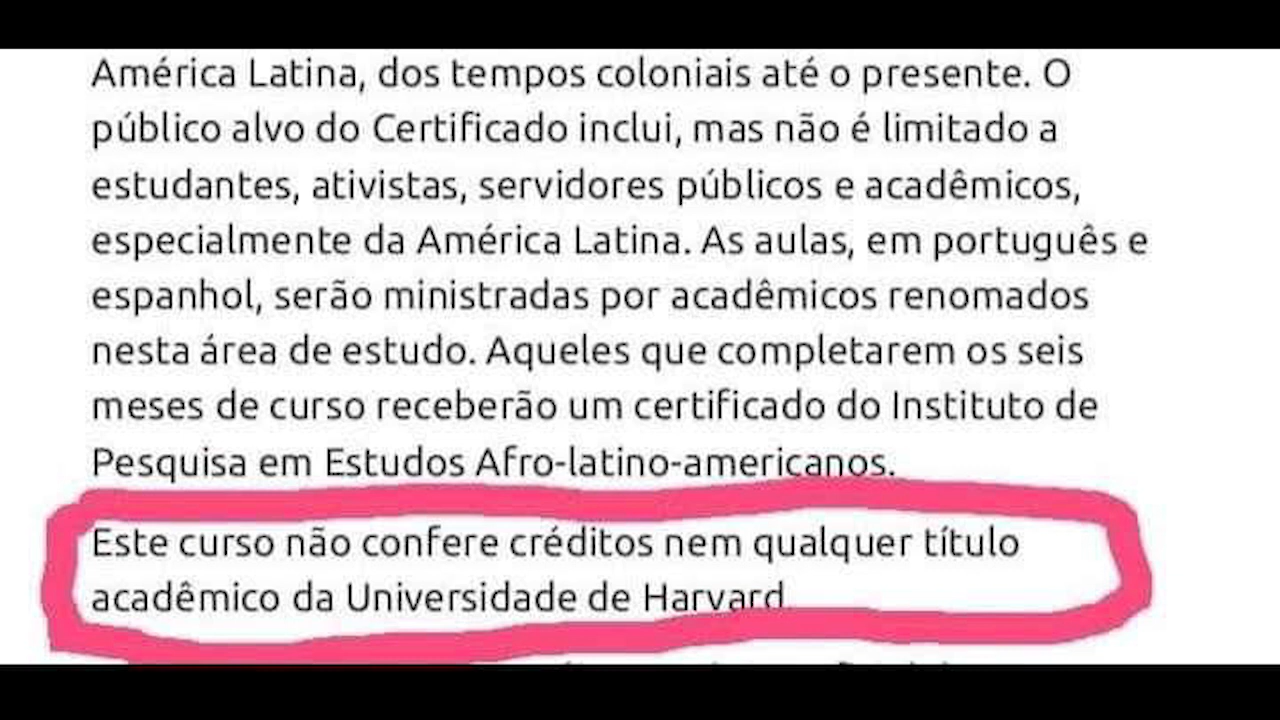 América Latina, dos tempos coloniais até o presente. O
público alvo do Certificado inclui, mas não é limitado a
estudantes, ativistas, servidores públicos e acadêmicos,
especialmente da América Latina. As aulas, em português e
espanhol, serão ministradas por acadêmicos renomados
nesta área de estudo. Aqueles que completarem os seis
meses de curso receberão um certificado do Instituto de
Pesquisa em Estudos Afro-latino-americanos.
Este curso não confere créditos nem qualquer título
acadêmico da Universidade de Harvard